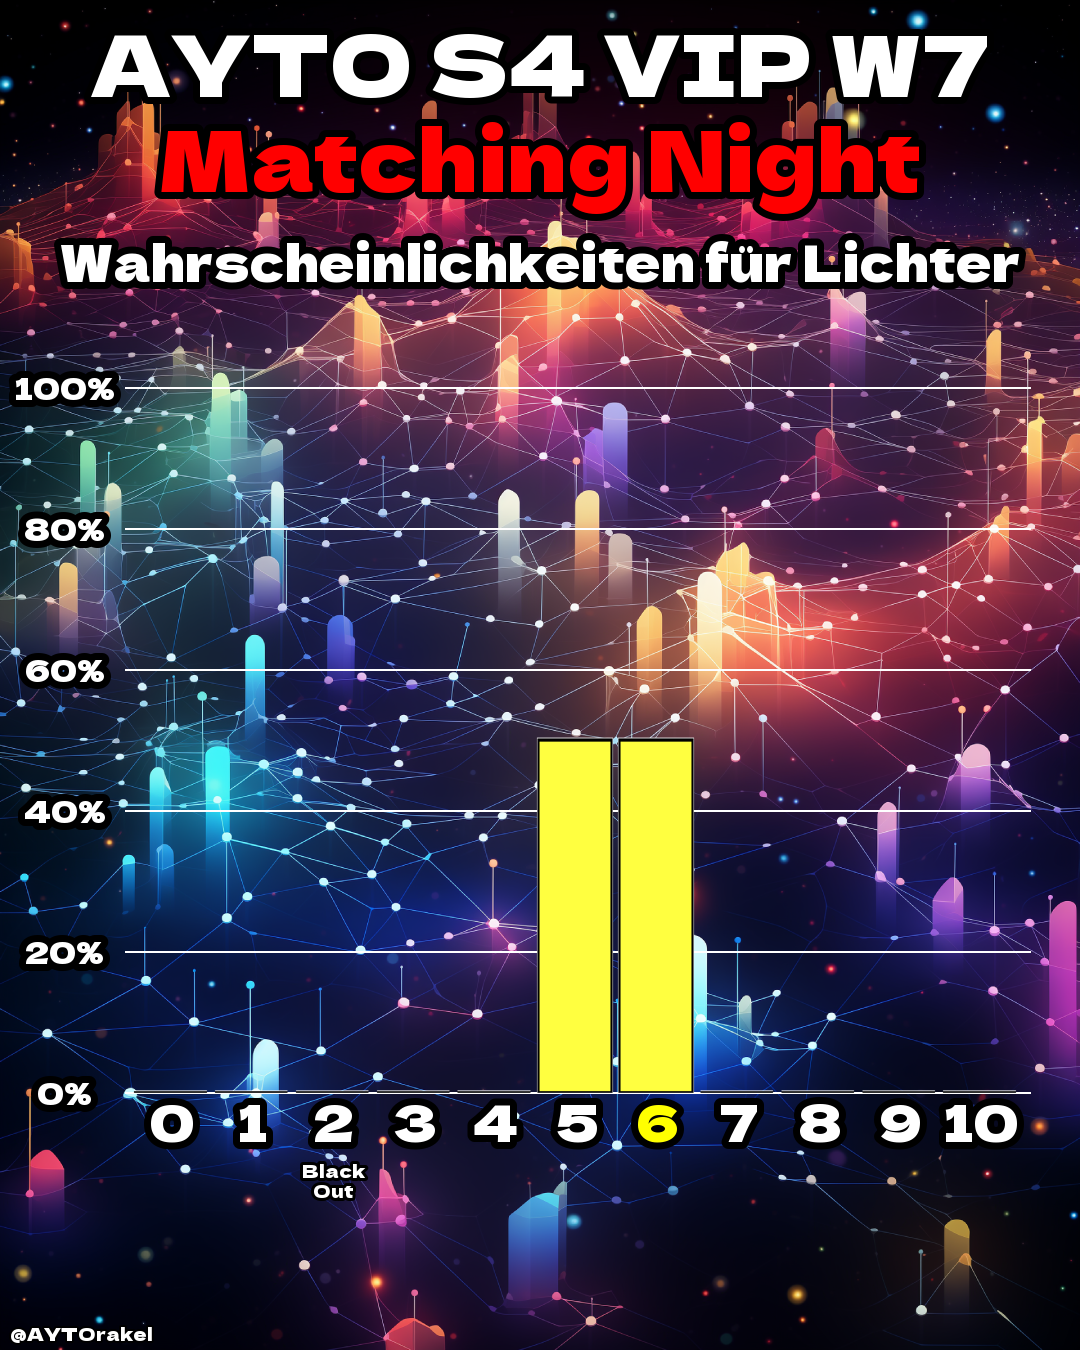 AYTO S4 VIP W7
Matching Night
Wahrscheinlichkeiten für Lichter
100%
80%
60%
40%
20%
0%
0 1 2 3 4 5 6 7 8 9 10
Black
Out
@AYTOrakel